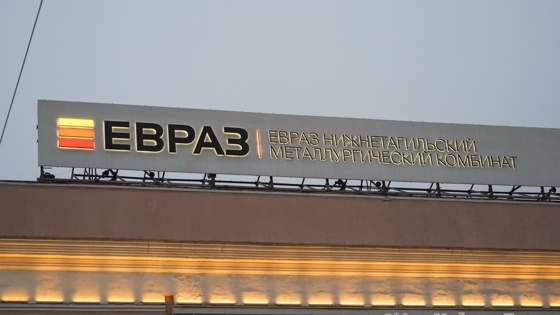 ЕВРАЗ
ЕВРАЗ НИЖНЕТАГИЛЬСКИЙ
МЕТАЛЛУРГИЧЕСКИЙ КОМБИНАТ